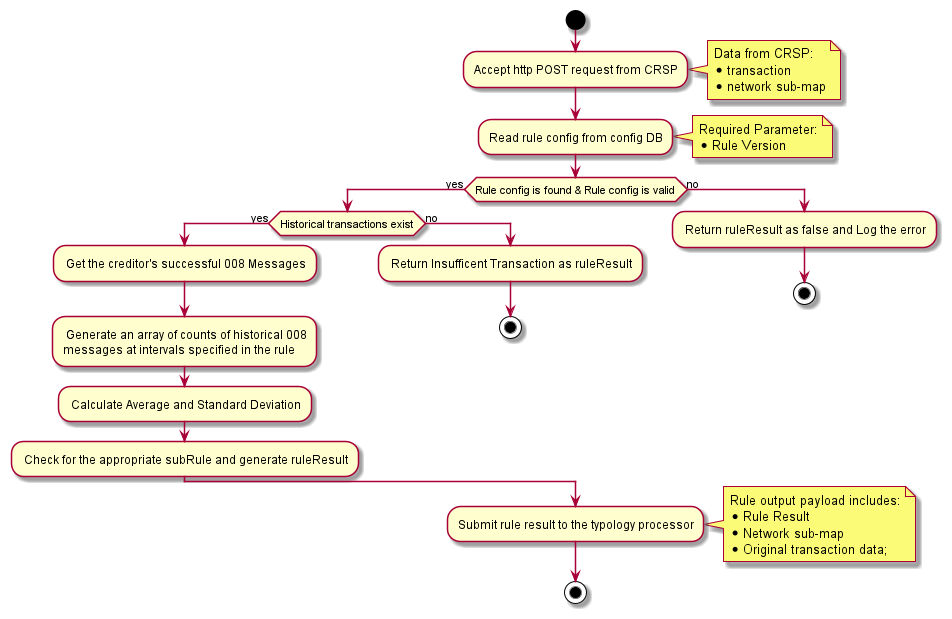 Accept http POST request from CRSP
Data from CRSP:
• transaction
• network sub-map
Read rule config from config DB
Required Parameter:
• Rule Version
yes
Rule config is found & Rule config is valid
no
yes
Historical transactions exist
no
Return ruleResult as false and Log the error
Get the creditor's successful 008 Messages
Return Insufficent Transaction as ruleResult
Generate an array of counts of historical 008
messages at intervals specified in the rule
Calculate Average and Standard Deviation
Check for the appropriate subRule and generate ruleResult
Submit rule result to the typology processor
Rule output payload includes:
• Rule Result
• Network sub-map
• Original transaction data;